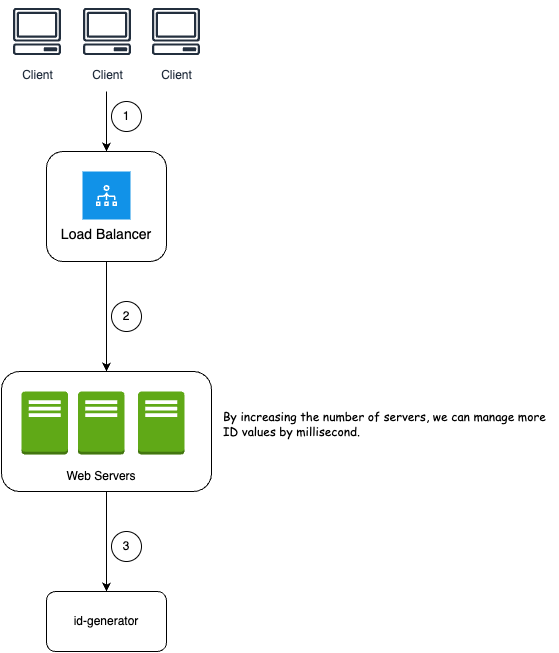 Client Client Client
1
Load Balancer
2
By increasing the number of servers, we can manage more
ID values by millisecond.
Web Servers
3
id-generator